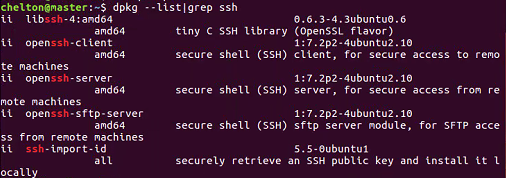 chelton@master:~$ dpkg --list|grep ssh
ii  libssh-4:amd64                        0.6.3-4.3ubuntu0.6
                  amd64        tiny C SSH library (OpenSSL flavor)
ii  openssh-client                        1:7.2p2-4ubuntu2.10
                  amd64        secure shell (SSH) client, for secure access to remo
te machines
ii  openssh-server                        1:7.2p2-4ubuntu2.10
                  amd64        secure shell (SSH) server, for secure access from re
mote machines
ii  openssh-sftp-server                   1:7.2p2-4ubuntu2.10
                  amd64        secure shell (SSH) sftp server module, for SFTP acce
ss from remote machines
ii  ssh-import-id                         5.5-0ubuntu1
                  all          securely retrieve an SSH public key and install it l
ocally